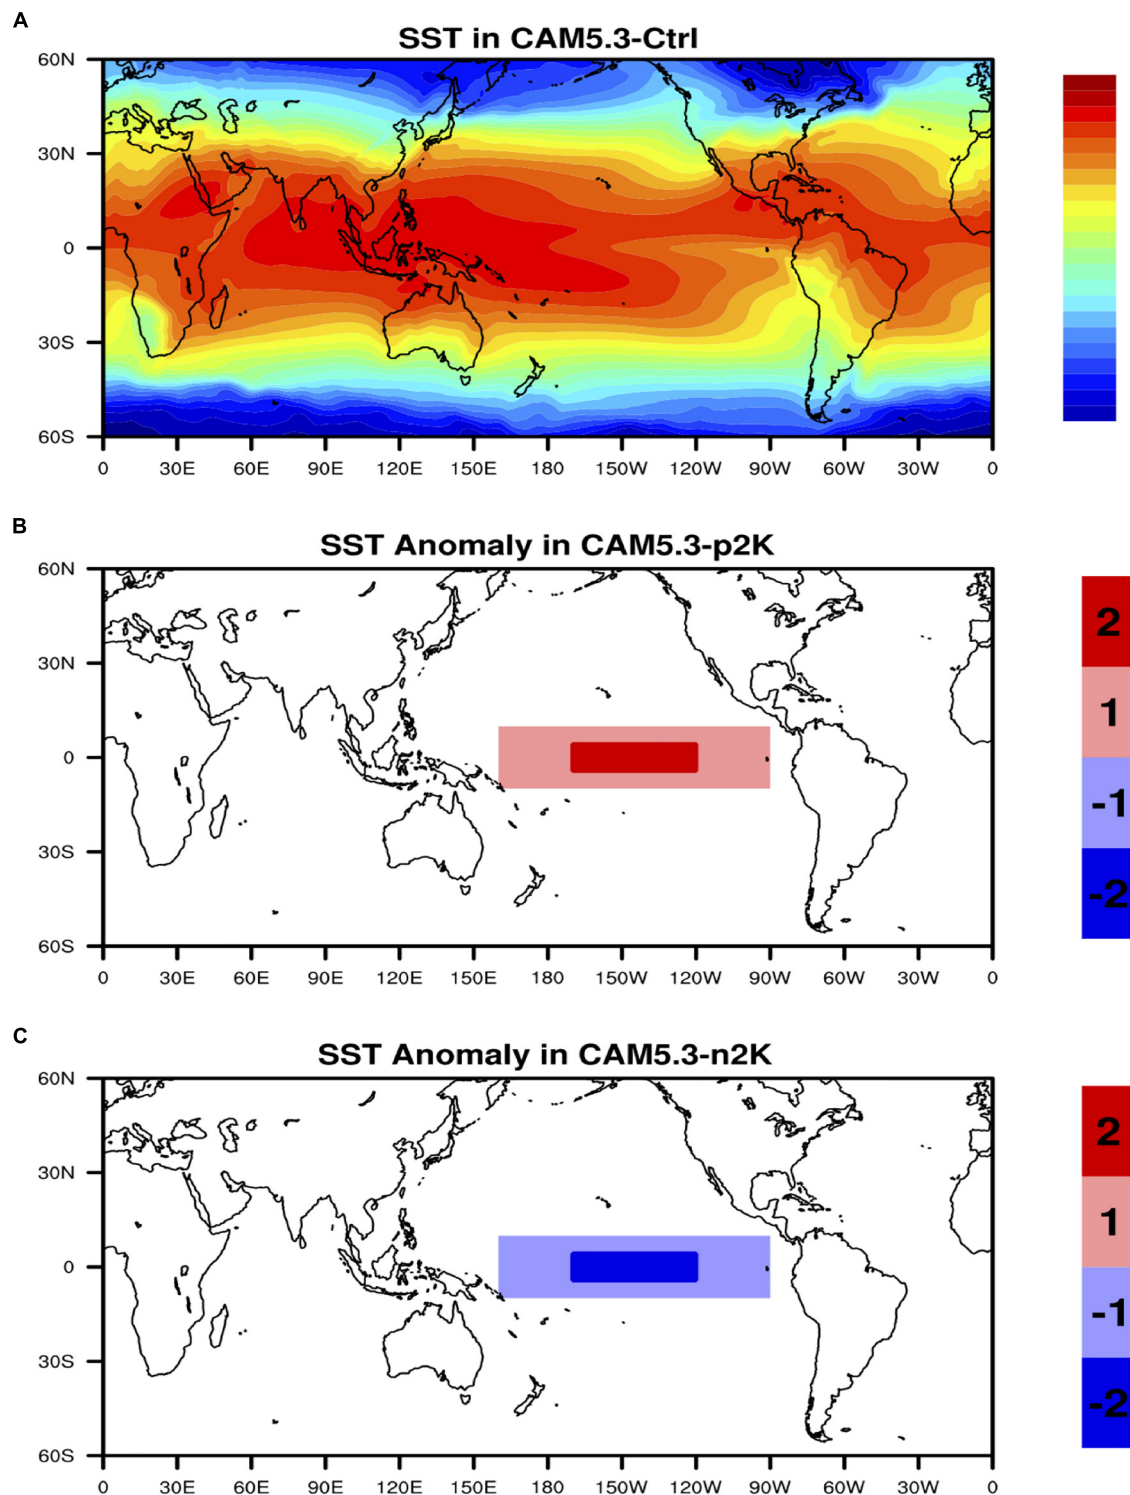 A
SST in CAM5.3-Ctrl
60N
30N
0
30S
60S
0 30E 60E 90E 120E 150E 180 150W 120W 90W 60W 30W 0
B
SST Anomaly in CAM5.3-p2K
60N
30N
0
30S
60S
0 30E 60E 90E 120E 150E 180 150W 120W 90W 60W 30W 0
2
1
-1
-2
C
SST Anomaly in CAM5.3-n2K
60N
30N
0
30S
60S
0 30E 60E 90E 120E 150E 180 150W 120W 90W 60W 30W 0
2
1
-1
-2